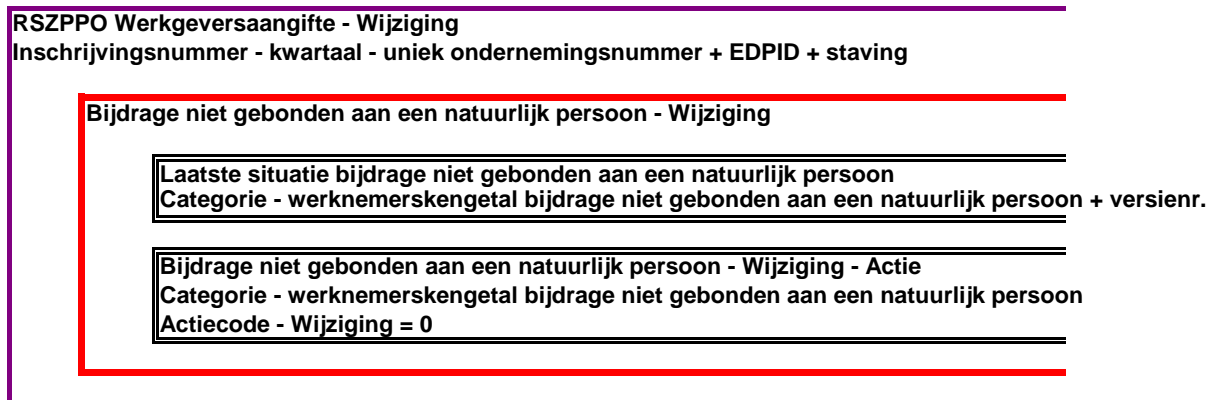 RSZPPO Werkgeversaangifte - Wijziging
Inschrijvingsnummer - kwartaal - uniek ondernemingsnummer + EDPID + staving
Bijdrage niet gebonden aan een natuurlijk persoon - Wijziging
Laatste situatie bijdrage niet gebonden aan een natuurlijk persoon
Categorie - werknemerskengetal bijdrage niet gebonden aan een natuurlijk persoon + versienr.
Bijdrage niet gebonden aan een natuurlijk persoon - Wijziging - Actie
Categorie - werknemerskengetal bijdrage niet gebonden aan een natuurlijk persoon
Actiecode - Wijziging = 0